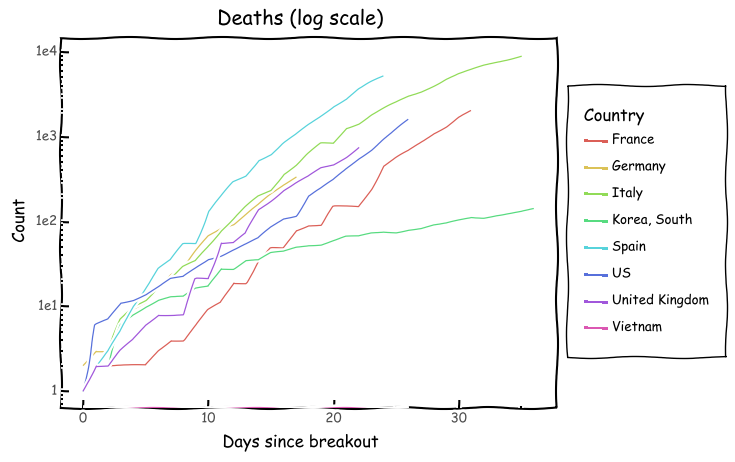 Deaths (log scale)
1e4
1e3
1e2
1e1
1
Count
0 10 20 30
Days since breakout
Country
France
Germany
Italy
Korea, South
Spain
US
United Kingdom
Vietnam